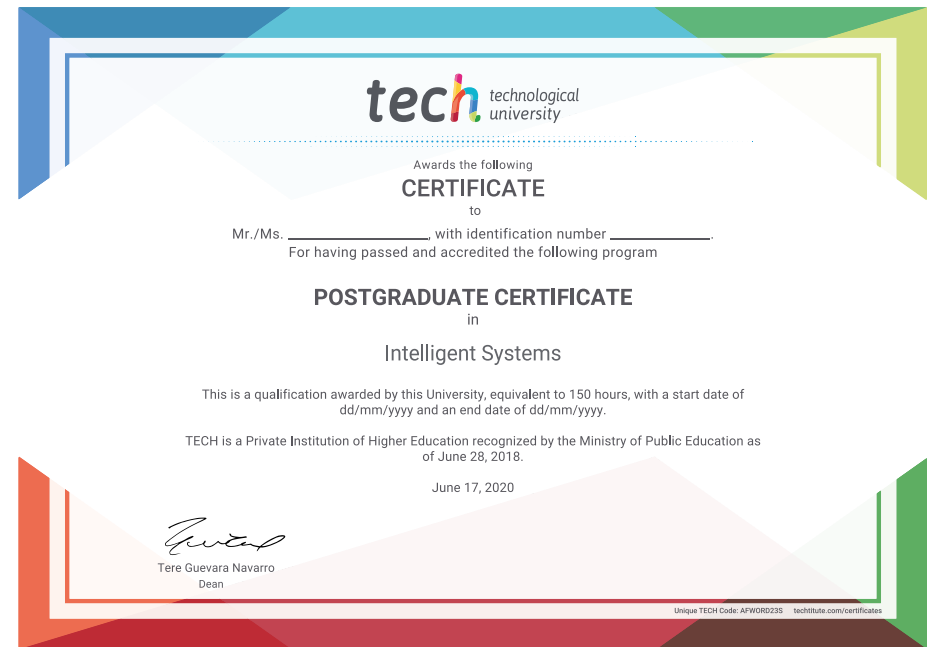 tech technological
university
Awards the following
CERTIFICATE
to
Mr./Ms. ____________________, with identification number ______________.
For having passed and accredited the following program
POSTGRADUATE CERTIFICATE
in
Intelligent Systems
This is a qualification awarded by this University, equivalent to 150 hours, with a start date of
dd/mm/yyyy and an end date of dd/mm/yyyy.
TECH is a Private Institution of Higher Education recognized by the Ministry of Public Education as
of June 28, 2018.
June 17, 2020
Tere Guevara Navarro
Dean
Unique TECH Code: AFWORD23S techtitute.com/certificates